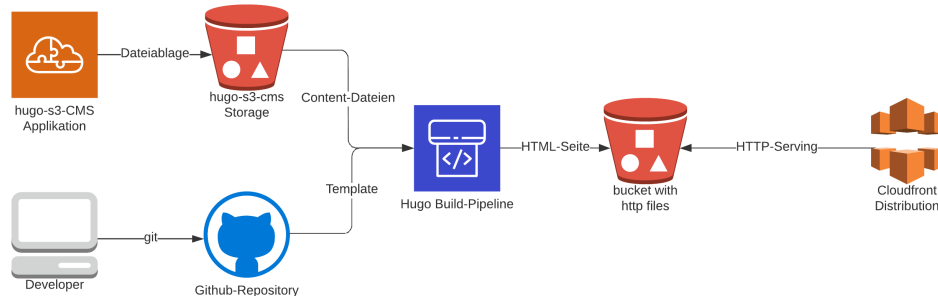 Dateiablage
hugo-s3-CMS
Applikation
hugo-s3-cms
Storage
Content-Dateien
Template
Hugo Build-Pipeline
HTML-Seite
bucket with
http files
HTTP-Serving
Cloudfront
Distribution
git
Developer
Github-Repository